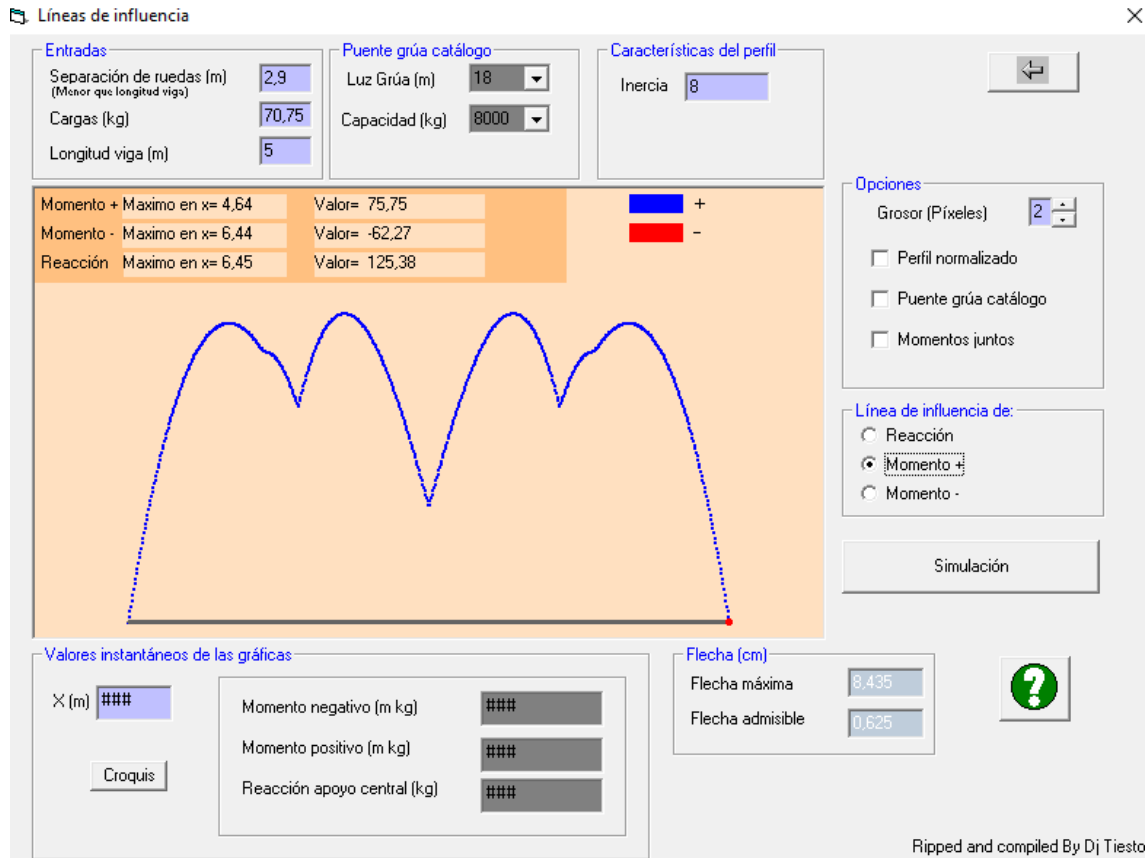 Líneas de influencia
Entradas
Separación de ruedas (m) 2,9
(Menor que longitud viga)
Cargas (kg) 70,75
Longitud viga (m) 5
Puente grúa catálogo
Luz Grúa (m) 18
Capacidad (kg) 8000
Características del perfil
Inercia 8
Momento + Maximo en x= 4,64 Valor= 75,75 +
Momento - Maximo en x= 6,44 Valor= -62,27 -
Reacción Maximo en x= 6,45 Valor= 125,38
Opciones
Grosor (Píxeles) 2
Perfil normalizado
Puente grúa catálogo
Momentos juntos
Línea de influencia de:
Reacción
Momento +
Momento -
Simulación
Valores instantáneos de las gráficas
X (m) ###
Croquis
Momento negativo (m kg) ###
Momento positivo (m kg) ###
Reacción apoyo central (kg) ###
Flecha (cm)
Flecha máxima 8,435
Flecha admisible 0,625
?
Ripped and compiled By Dj Tiesto